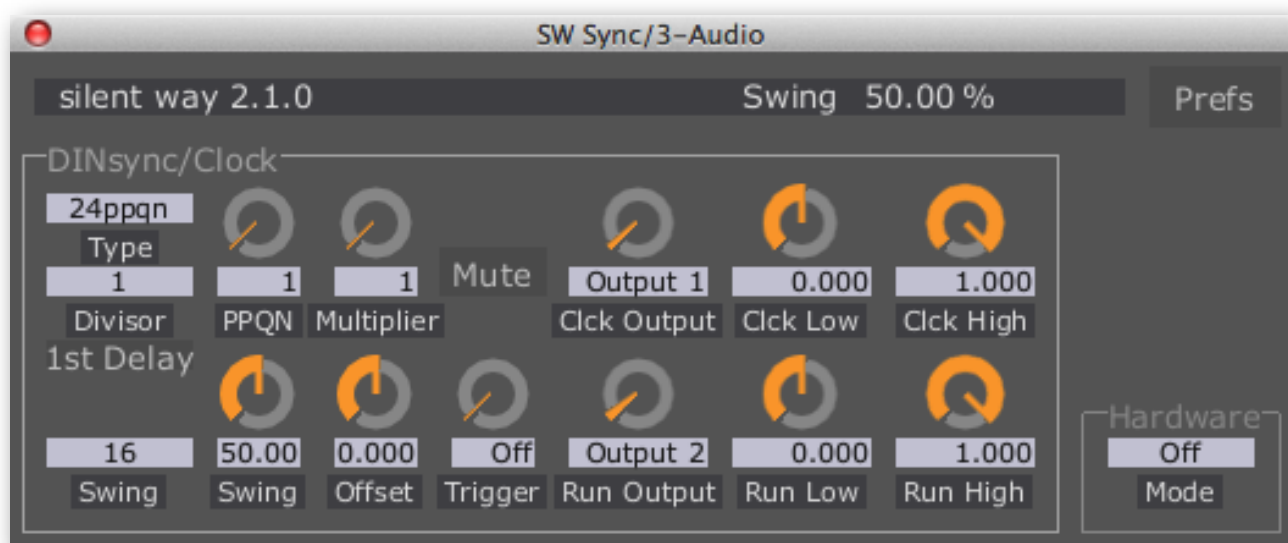 SW Sync/3-Audio
silent way 2.1.0 Swing 50.00 %
Prefs
DINsync/Clock
24ppqn
Type
1 1 1 Mute Output 1 0.000 1.000
Divisor PPQN Multiplier Clck Output Clck Low Clck High
1st Delay
16 50.00 0.000 Off Output 2 0.000 1.000
Swing Swing Offset Trigger Run Output Run Low Run High
Hardware
Off
Mode